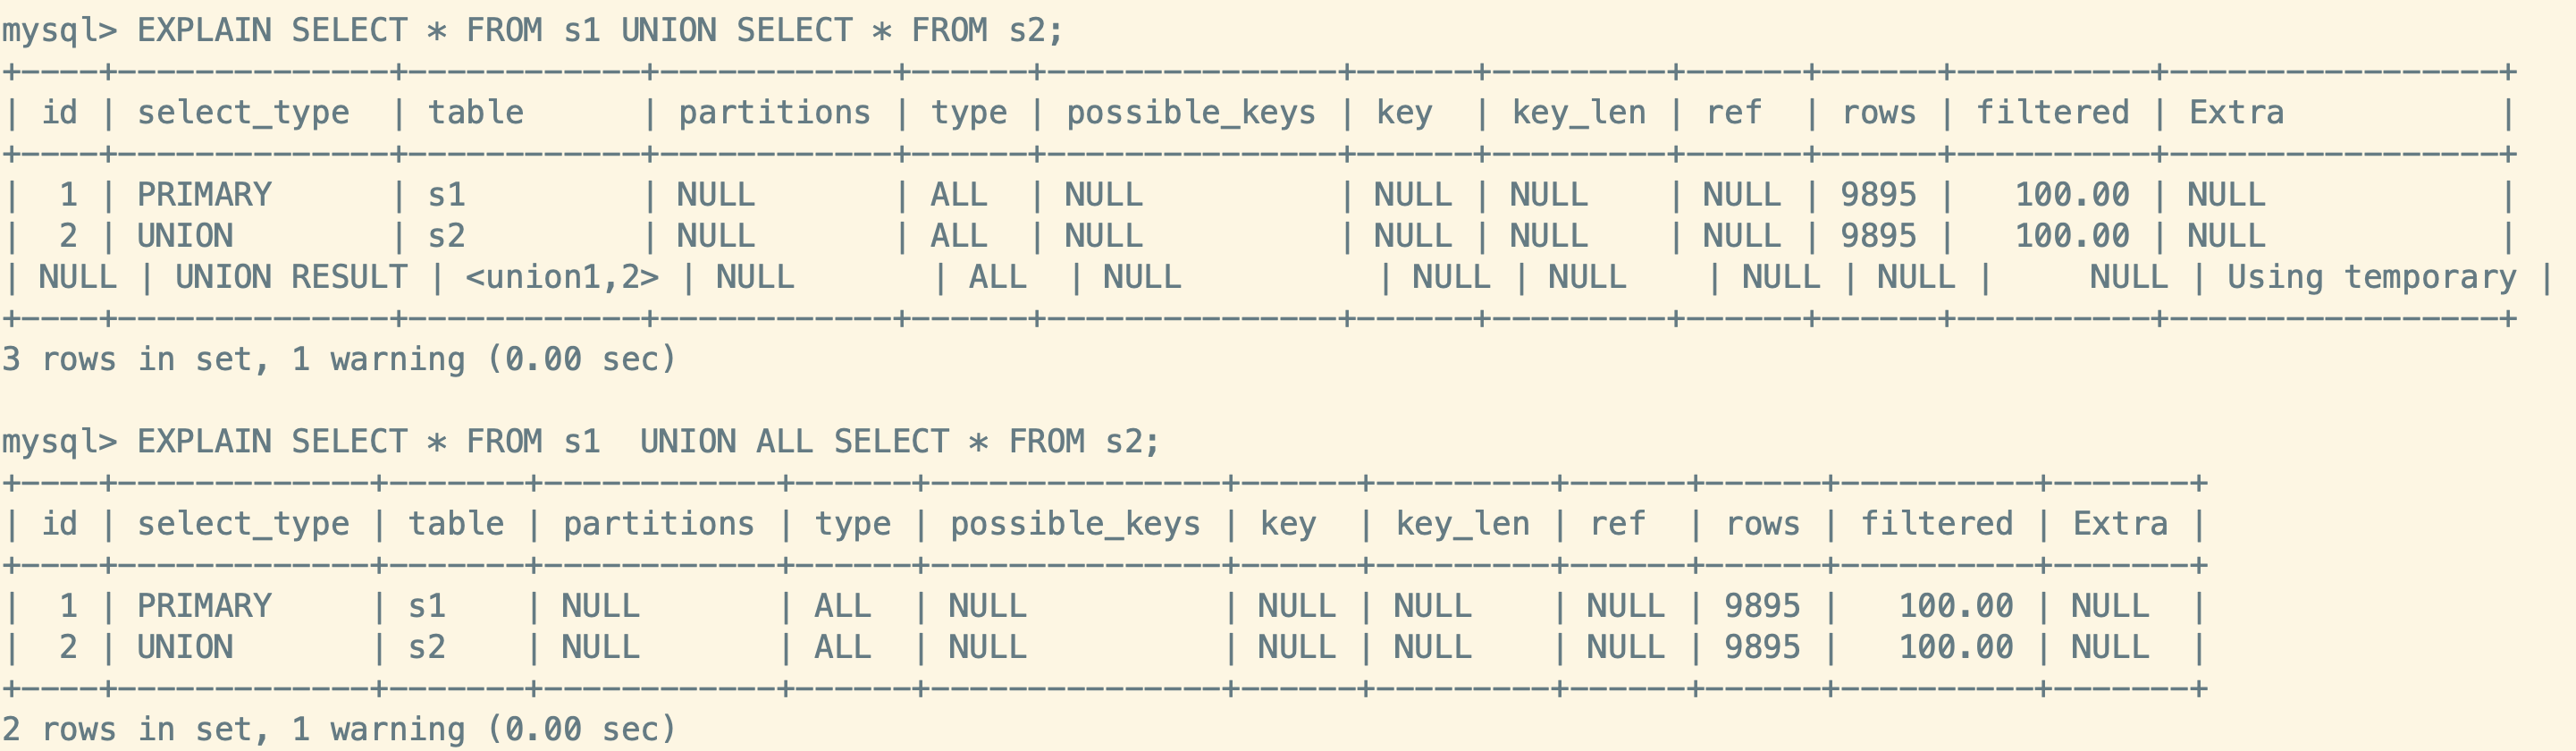 mysql> EXPLAIN SELECT * FROM s1 UNION SELECT * FROM s2;
+----+--------------+------------+------------+------+---------------+------+---------+------+------+----------+-----------------+
| id | select_type  | table      | partitions | type | possible_keys | key  | key_len | ref  | rows | filtered | Extra           |
+----+--------------+------------+------------+------+---------------+------+---------+------+------+----------+-----------------+
|  1 | PRIMARY      | s1         | NULL       | ALL  | NULL          | NULL | NULL    | NULL | 9895 |   100.00 | NULL            |
|  2 | UNION        | s2         | NULL       | ALL  | NULL          | NULL | NULL    | NULL | 9895 |   100.00 | NULL            |
| NULL | UNION RESULT | <union1,2> | NULL       | ALL  | NULL          | NULL | NULL    | NULL | NULL |     NULL | Using temporary |
+----+--------------+------------+------------+------+---------------+------+---------+------+------+----------+-----------------+
3 rows in set, 1 warning (0.00 sec)
mysql> EXPLAIN SELECT * FROM s1  UNION ALL SELECT * FROM s2;
+----+-------------+-------+------------+------+---------------+------+---------+------+------+----------+-------+
| id | select_type | table | partitions | type | possible_keys | key  | key_len | ref  | rows | filtered | Extra |
+----+-------------+-------+------------+------+---------------+------+---------+------+------+----------+-------+
|  1 | PRIMARY     | s1    | NULL       | ALL  | NULL          | NULL | NULL    | NULL | 9895 |   100.00 | NULL  |
|  2 | UNION       | s2    | NULL       | ALL  | NULL          | NULL | NULL    | NULL | 9895 |   100.00 | NULL  |
+----+-------------+-------+------------+------+---------------+------+---------+------+------+----------+-------+
2 rows in set, 1 warning (0.00 sec)